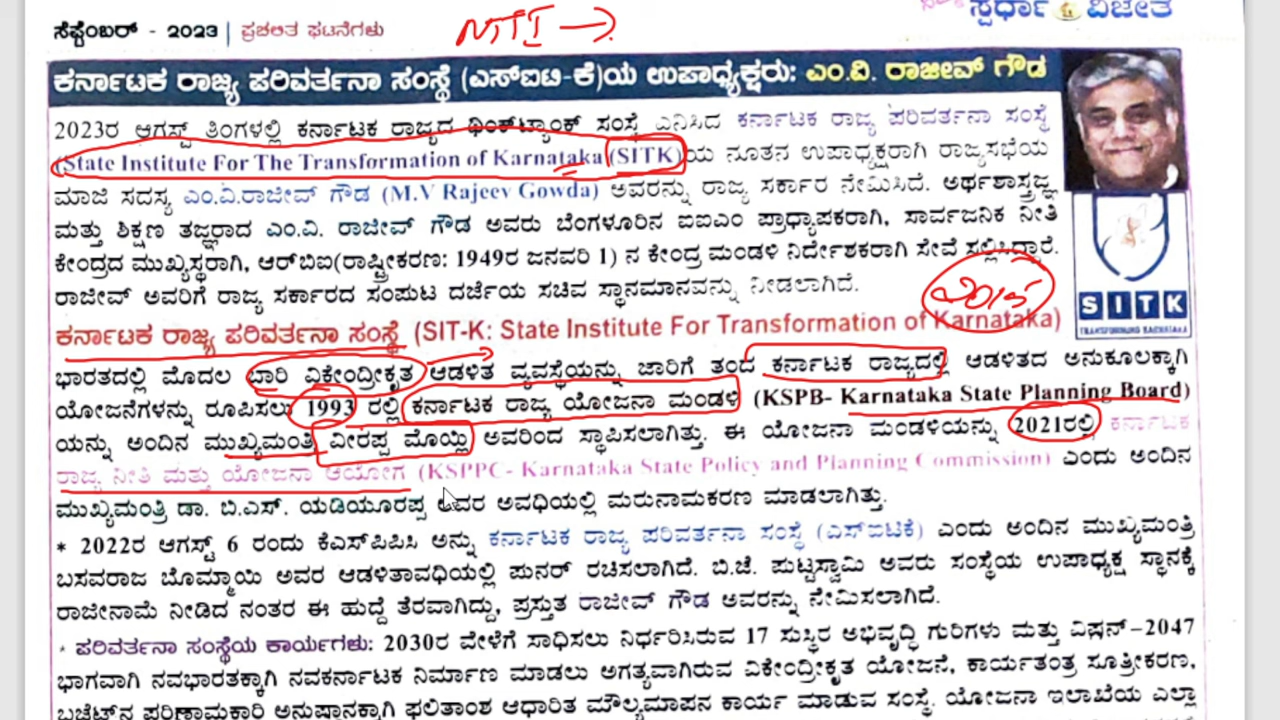 ಸೆಪ್ಟೆಂಬರ್ - ೨೦೨೩ | ಪ್ರಚಲಿತ ಘಟನೆಗಳು
ಸ್ಪರ್ಧಾ ವಿಜೇತ
ಕರ್ನಾಟಕ ರಾಜ್ಯ ಪರಿವರ್ತನಾ ಸಂಸ್ಥೆ (ಎಸ್‌ಐಟಿ-ಕೆ)ಯ ಉಪಾಧ್ಯಕ್ಷರು: ಎಂ.ವಿ. ರಾಜೀವ್ ಗೌಡ
2023ರ ಆಗಸ್ಟ್ ತಿಂಗಳಲ್ಲಿ ಕರ್ನಾಟಕ ರಾಜ್ಯದ ಥಿಂಕ್‌ಟ್ಯಾಂಕ್ ಸಂಸ್ಥೆ ಎನಿಸಿದ ಕರ್ನಾಟಕ ರಾಜ್ಯ ಪರಿವರ್ತನಾ ಸಂಸ್ಥೆ
(State Institute For The Transformation of Karnataka (SITK)ಯ ನೂತನ ಉಪಾಧ್ಯಕ್ಷರಾಗಿ ರಾಜ್ಯಸಭೆಯ
ಮಾಜಿ ಸದಸ್ಯ ಎಂ.ವಿ.ರಾಜೀವ್ ಗೌಡ (M.V Rajeev Gowda) ಅವರನ್ನು ರಾಜ್ಯ ಸರ್ಕಾರ ನೇಮಿಸಿದೆ. ಅರ್ಥಶಾಸ್ತ್ರಜ್ಞ
ಮತ್ತು ಶಿಕ್ಷಣ ತಜ್ಞರಾದ ಎಂ.ವಿ. ರಾಜೀವ್ ಗೌಡ ಅವರು ಬೆಂಗಳೂರಿನ ಐಐಎಂ ಪ್ರಾಧ್ಯಾಪಕರಾಗಿ, ಸಾರ್ವಜನಿಕ ನೀತಿ
ಕೇಂದ್ರದ ಮುಖ್ಯಸ್ಥರಾಗಿ, ಆರ್‌ಬಿಐ(ರಾಷ್ಟ್ರೀಕರಣ: 1949ರ ಜನವರಿ 1) ನ ಕೇಂದ್ರ ಮಂಡಳಿ ನಿರ್ದೇಶಕರಾಗಿ ಸೇವೆ ಸಲ್ಲಿಸಿದ್ದಾರೆ.
ರಾಜೀವ್ ಅವರಿಗೆ ರಾಜ್ಯ ಸರ್ಕಾರದ ಸಂಪುಟ ದರ್ಜೆಯ ಸಚಿವ ಸ್ಥಾನಮಾನವನ್ನು ನೀಡಲಾಗಿದೆ.
SITK
TRANSFORMING KARNATAKA
ಕರ್ನಾಟಕ ರಾಜ್ಯ ಪರಿವರ್ತನಾ ಸಂಸ್ಥೆ (SIT-K: State Institute For Transformation of Karnataka)
ಭಾರತದಲ್ಲಿ ಮೊದಲ ಬಾರಿ ವಿಕೇಂದ್ರೀಕೃತ ಆಡಳಿತ ವ್ಯವಸ್ಥೆಯನ್ನು ಜಾರಿಗೆ ತಂದ ಕರ್ನಾಟಕ ರಾಜ್ಯದಲ್ಲಿ ಆಡಳಿತದ ಅನುಕೂಲಕ್ಕಾಗಿ
ಯೋಜನೆಗಳನ್ನು ರೂಪಿಸಲು 1993 ರಲ್ಲಿ ಕರ್ನಾಟಕ ರಾಜ್ಯ ಯೋಜನಾ ಮಂಡಳಿ (KSPB- Karnataka State Planning Board)
ಯನ್ನು ಅಂದಿನ ಮುಖ್ಯಮಂತ್ರಿ ವೀರಪ್ಪ ಮೊಯ್ಲಿ ಅವರಿಂದ ಸ್ಥಾಪಿಸಲಾಗಿತ್ತು. ಈ ಯೋಜನಾ ಮಂಡಳಿಯನ್ನು 2021ರಲ್ಲಿ ಕರ್ನಾಟಕ
ರಾಜ್ಯ ನೀತಿ ಮತ್ತು ಯೋಜನಾ ಆಯೋಗ (KSPPC- Karnataka State Policy and Planning Commission) ಎಂದು ಅಂದಿನ
ಮುಖ್ಯಮಂತ್ರಿ ಡಾ. ಬಿ.ಎಸ್. ಯಡಿಯೂರಪ್ಪ ಅವರ ಅವಧಿಯಲ್ಲಿ ಮರುನಾಮಕರಣ ಮಾಡಲಾಗಿತ್ತು.
* 2022ರ ಆಗಸ್ಟ್ 6 ರಂದು ಕೆಎಸ್‌ಪಿಪಿಸಿ ಅನ್ನು ಕರ್ನಾಟಕ ರಾಜ್ಯ ಪರಿವರ್ತನಾ ಸಂಸ್ಥೆ (ಎಸ್‌ಐಟಿಕೆ) ಎಂದು ಅಂದಿನ ಮುಖ್ಯಮಂತ್ರಿ
ಬಸವರಾಜ ಬೊಮ್ಮಾಯಿ ಅವರ ಆಡಳಿತಾವಧಿಯಲ್ಲಿ ಪುನರ್ ರಚಿಸಲಾಗಿದೆ. ಬಿ.ಜೆ. ಪುಟ್ಟಸ್ವಾಮಿ ಅವರು ಸಂಸ್ಥೆಯ ಉಪಾಧ್ಯಕ್ಷ ಸ್ಥಾನಕ್ಕೆ
ರಾಜೀನಾಮೆ ನೀಡಿದ ನಂತರ ಈ ಹುದ್ದೆ ತೆರವಾಗಿದ್ದು, ಪ್ರಸ್ತುತ ರಾಜೀವ್ ಗೌಡ ಅವರನ್ನು ನೇಮಿಸಲಾಗಿದೆ.
* ಪರಿವರ್ತನಾ ಸಂಸ್ಥೆಯ ಕಾರ್ಯಗಳು: 2030ರ ವೇಳೆಗೆ ಸಾಧಿಸಲು ನಿರ್ಧರಿಸಿರುವ 17 ಸುಸ್ಥಿರ ಅಭಿವೃದ್ಧಿ ಗುರಿಗಳು ಮತ್ತು ವಿಷನ್-2047
ಭಾಗವಾಗಿ ನವಭಾರತಕ್ಕಾಗಿ ನವಕರ್ನಾಟಕ ನಿರ್ಮಾಣ ಮಾಡಲು ಅಗತ್ಯವಾಗಿರುವ ವಿಕೇಂದ್ರೀಕೃತ ಯೋಜನೆ, ಕಾರ್ಯತಂತ್ರ ಸೂತ್ರೀಕರಣ,
ಬಜೆಟ್‌ನ ಪರಿಣಾಮಕಾರಿ ಅನುಷ್ಠಾನಕ್ಕಾಗಿ ಫಲಿತಾಂಶ ಆಧಾರಿತ ಮೌಲ್ಯಮಾಪನ ಕಾರ್ಯ ಮಾಡುವ ಸಂಸ್ಥೆ. ಯೋಜನಾ ಇಲಾಖೆಯ ಎಲ್ಲಾ